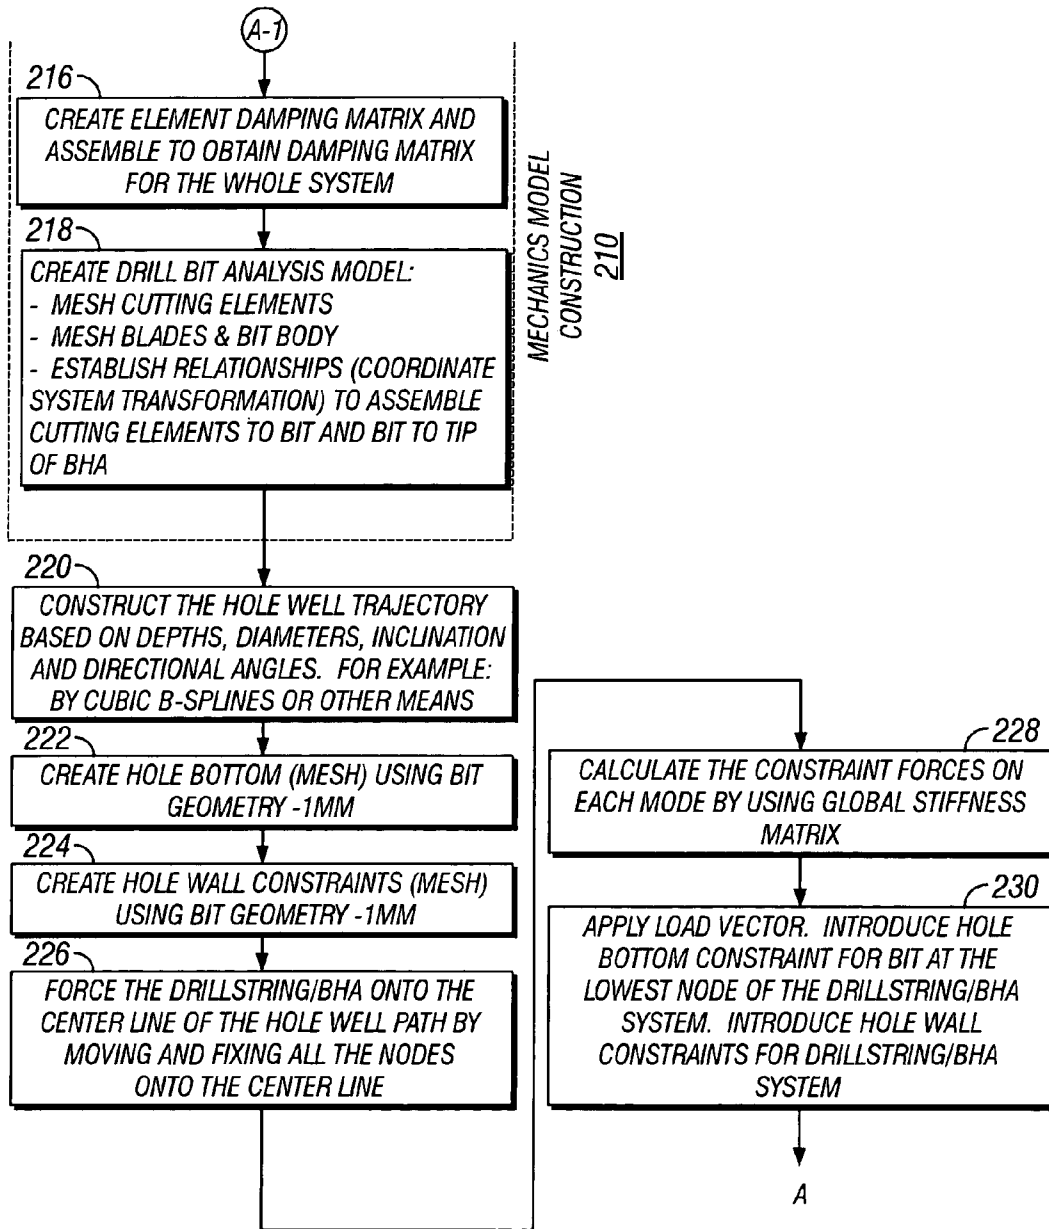 A-1
216
CREATE ELEMENT DAMPING MATRIX AND
ASSEMBLE TO OBTAIN DAMPING MATRIX
FOR THE WHOLE SYSTEM
218
CREATE DRILL BIT ANALYSIS MODEL:
- MESH CUTTING ELEMENTS
- MESH BLADES & BIT BODY
- ESTABLISH RELATIONSHIPS (COORDINATE
SYSTEM TRANSFORMATION) TO ASSEMBLE
CUTTING ELEMENTS TO BIT AND BIT TO TIP
OF BHA
MECHANICS MODEL
CONSTRUCTION
210
220
CONSTRUCT THE HOLE WELL TRAJECTORY
BASED ON DEPTHS, DIAMETERS, INCLINATION
AND DIRECTIONAL ANGLES. FOR EXAMPLE:
BY CUBIC B-SPLINES OR OTHER MEANS
222
CREATE HOLE BOTTOM (MESH) USING BIT
GEOMETRY -1MM
224
CREATE HOLE WALL CONSTRAINTS (MESH)
USING BIT GEOMETRY -1MM
226
FORCE THE DRILLSTRING/BHA ONTO THE
CENTER LINE OF THE HOLE WELL PATH BY
MOVING AND FIXING ALL THE NODES
ONTO THE CENTER LINE
228
CALCULATE THE CONSTRAINT FORCES ON
EACH MODE BY USING GLOBAL STIFFNESS
MATRIX
230
APPLY LOAD VECTOR. INTRODUCE HOLE
BOTTOM CONSTRAINT FOR BIT AT THE
LOWEST NODE OF THE DRILLSTRING/BHA
SYSTEM. INTRODUCE HOLE WALL
CONSTRAINTS FOR DRILLSTRING/BHA
SYSTEM
A